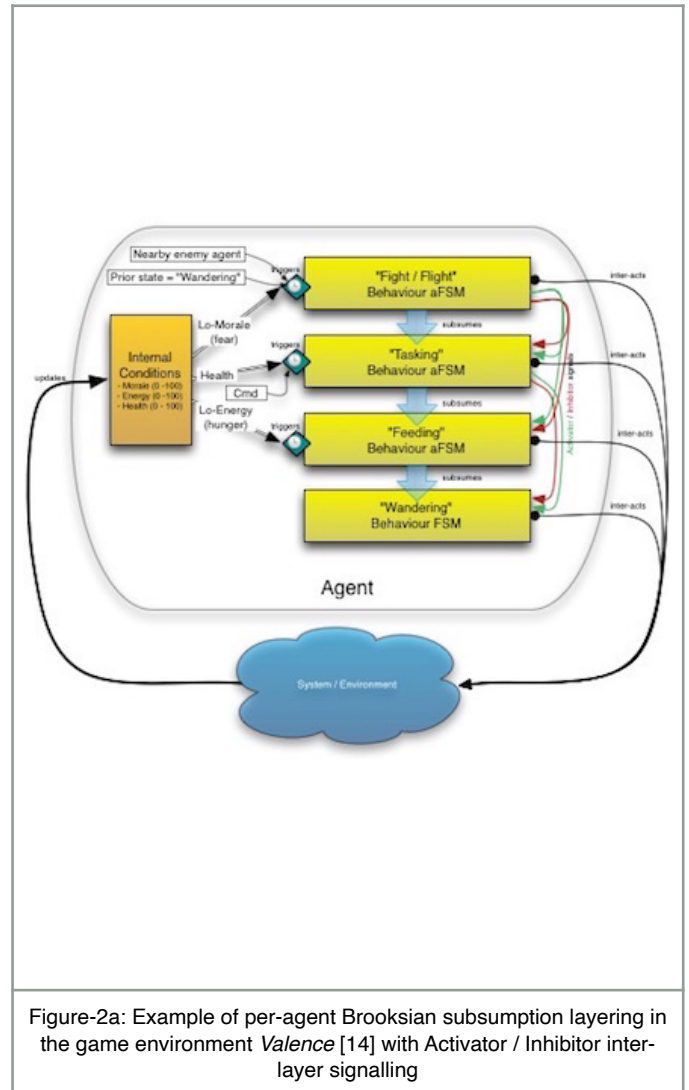 Nearby enemy agent
Prior state = "Wandering"
triggers
"Fight / Flight"
Behaviour aFSM
inter-acts
Lo-Morale
(fear)
subsumes
updates
Internal
Conditions
- Morale (0 -100)
- Energy (0 -100)
- Health (0 - 100)
Health
triggers
Cmd
"Tasking"
Behaviour aFSM
inter-acts
Activator / Inhibitor signals
subsumes
Lo-Energy
(hunger)
triggers
"Feeding"
Behaviour aFSM
inter-acts
subsumes
"Wandering"
Behaviour FSM
inter-acts
Agent
System / Environment
Figure-2a: Example of per-agent Brooksian subsumption layering in
the game environment Valence [14] with Activator / Inhibitor inter-
layer signalling